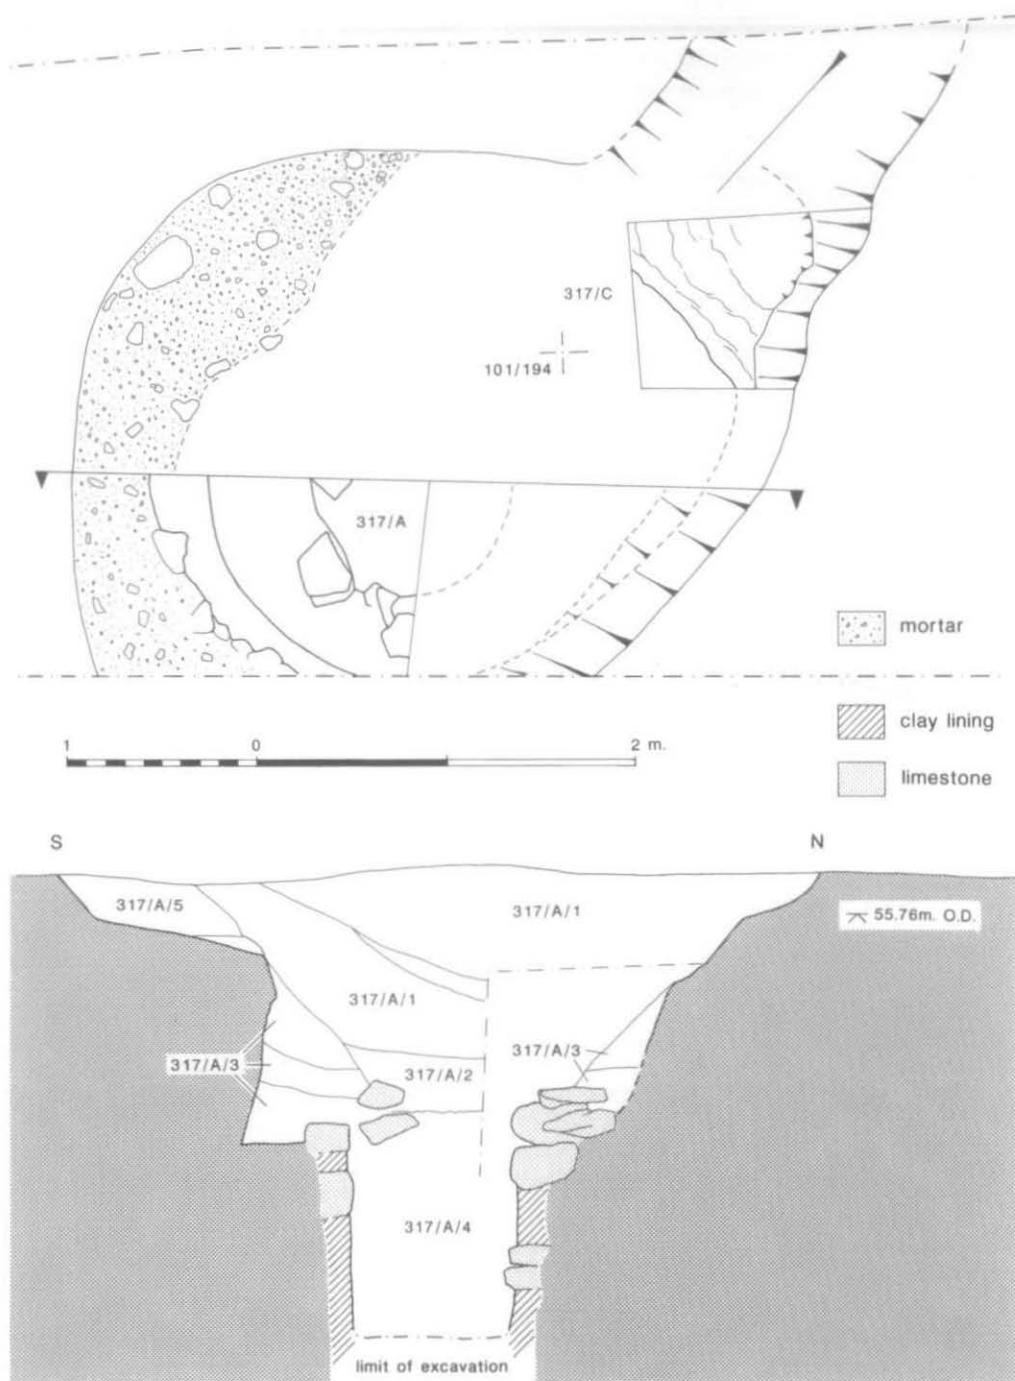 317/C
101/194
317/A
mortar
clay lining
limestone
1 0 2 m.
S N
317/A/5
317/A/1
55.76m. O.D.
317/A/1
317/A/3
317/A/3
317/A/2
317/A/4
limit of excavation